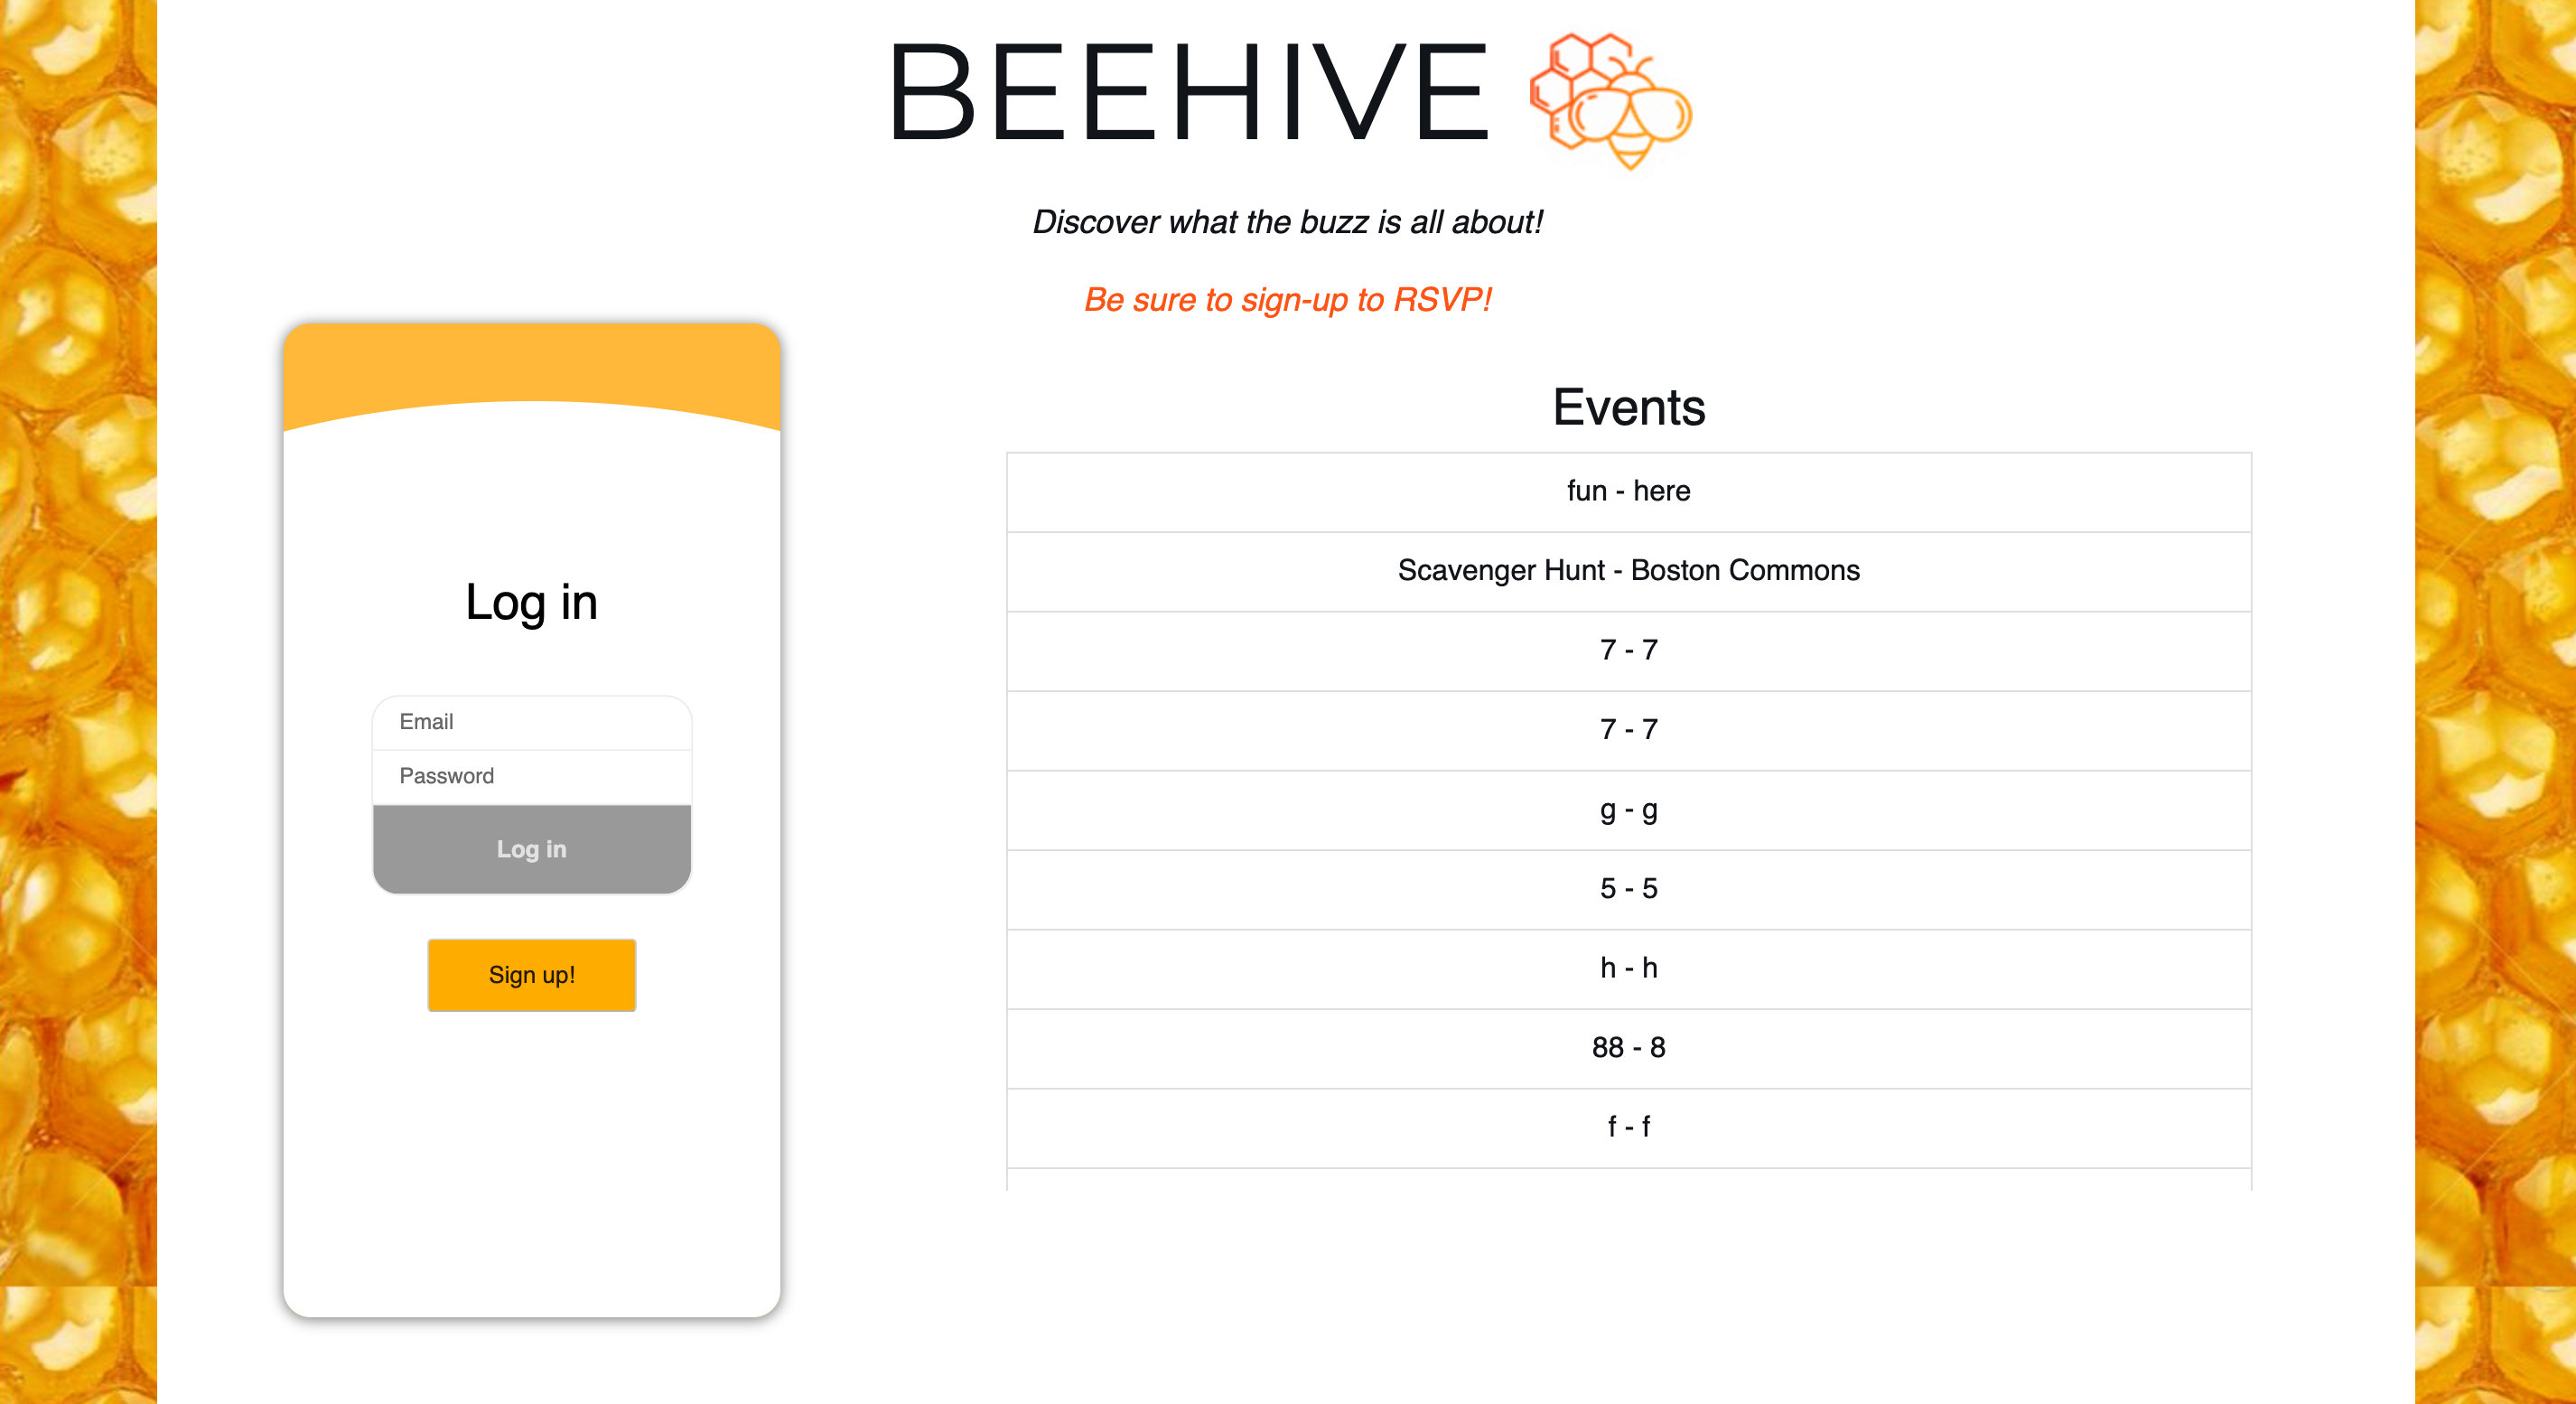 BEEHIVE
Discover what the buzz is all about!
Be sure to sign-up to RSVP!
Log in
Email
Password
Log in
Sign up!
Events
fun - here
Scavenger Hunt - Boston Commons
7 - 7
7 - 7
g - g
5 - 5
h - h
88 - 8
f - f